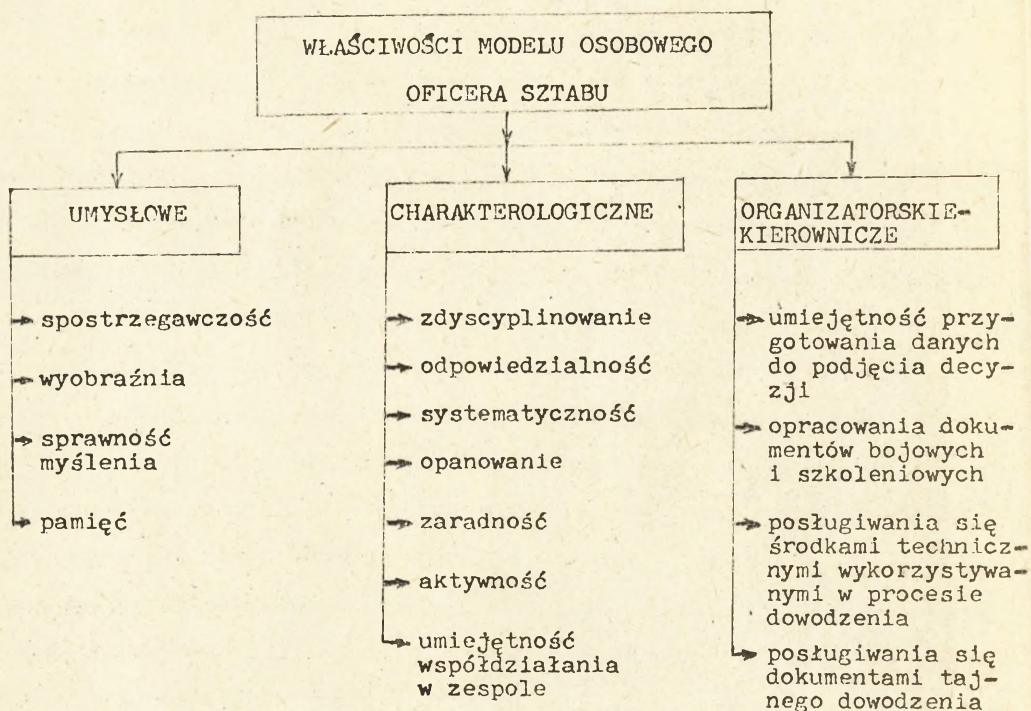 WŁAŚCIWOŚCI MODELU OSOBOWEGO
OFICERA SZTABU
UMYSŁOWE
spostrzegawczość
wyobraźnia
sprawność
myślenia
pamięć
CHARAKTEROLOGICZNE
zdyscyplinowanie
odpowiedzialność
systematyczność
opanowanie
zaradność
aktywność
umiejętność
współdziałania
w zespole
ORGANIZATORSKIE-
KIEROWNICZE
umiejętność przy-
gotowania danych
do podjęcia decy-
zji
opracowania doku-
mentów bojowych
i szkoleniowych
posługiwania się
środkami technicz-
nymi wykorzystywa-
nymi w procesie
dowodzenia
posługiwania się
dokumentami taj-
nego dowodzenia